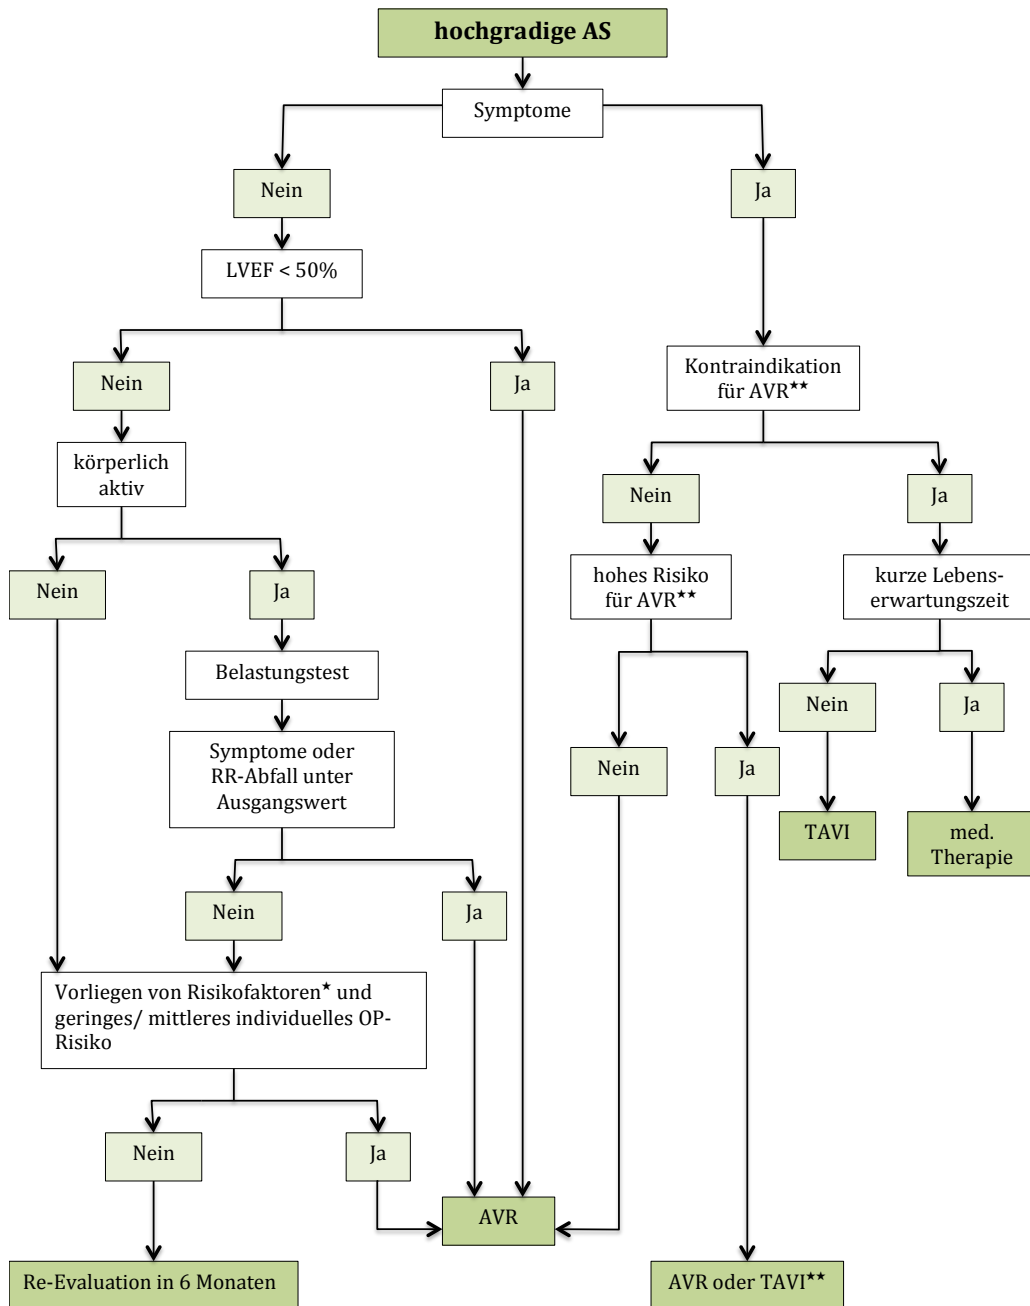 hochgradige AS
Symptome
Nein
Ja
LVEF < 50%
Nein
Ja
Kontraindikation
für AVR★★
körperlich
aktiv
Nein
Ja
Nein
Ja
hohes Risiko
für AVR★★
kurze Lebens-
erwartungszeit
Belastungstest
Nein
Ja
Symptome oder
RR-Abfall unter
Ausgangswert
Nein
Ja
TAVI
med.
Therapie
Nein
Ja
Vorliegen von Risikofaktoren★ und
geringes/ mittleres individuelles OP-
Risiko
Nein
Ja
AVR
Re-Evaluation in 6 Monaten
AVR oder TAVI★★